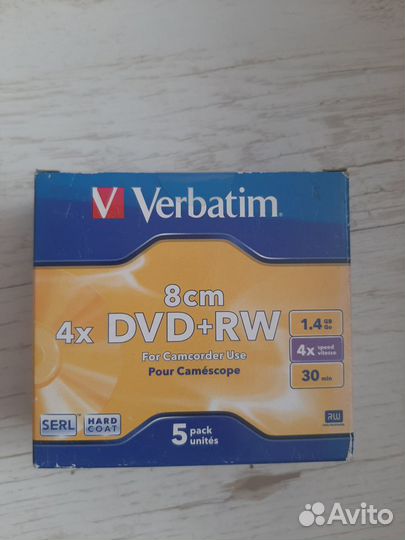 Verbatim
8cm
4x DVD+RW
For Camcorder Use
Pour Caméscope
1.4 GB Go
4x speed vitesse
30 min
SERL
HARD COAT
5 pack unités
RW
Avito